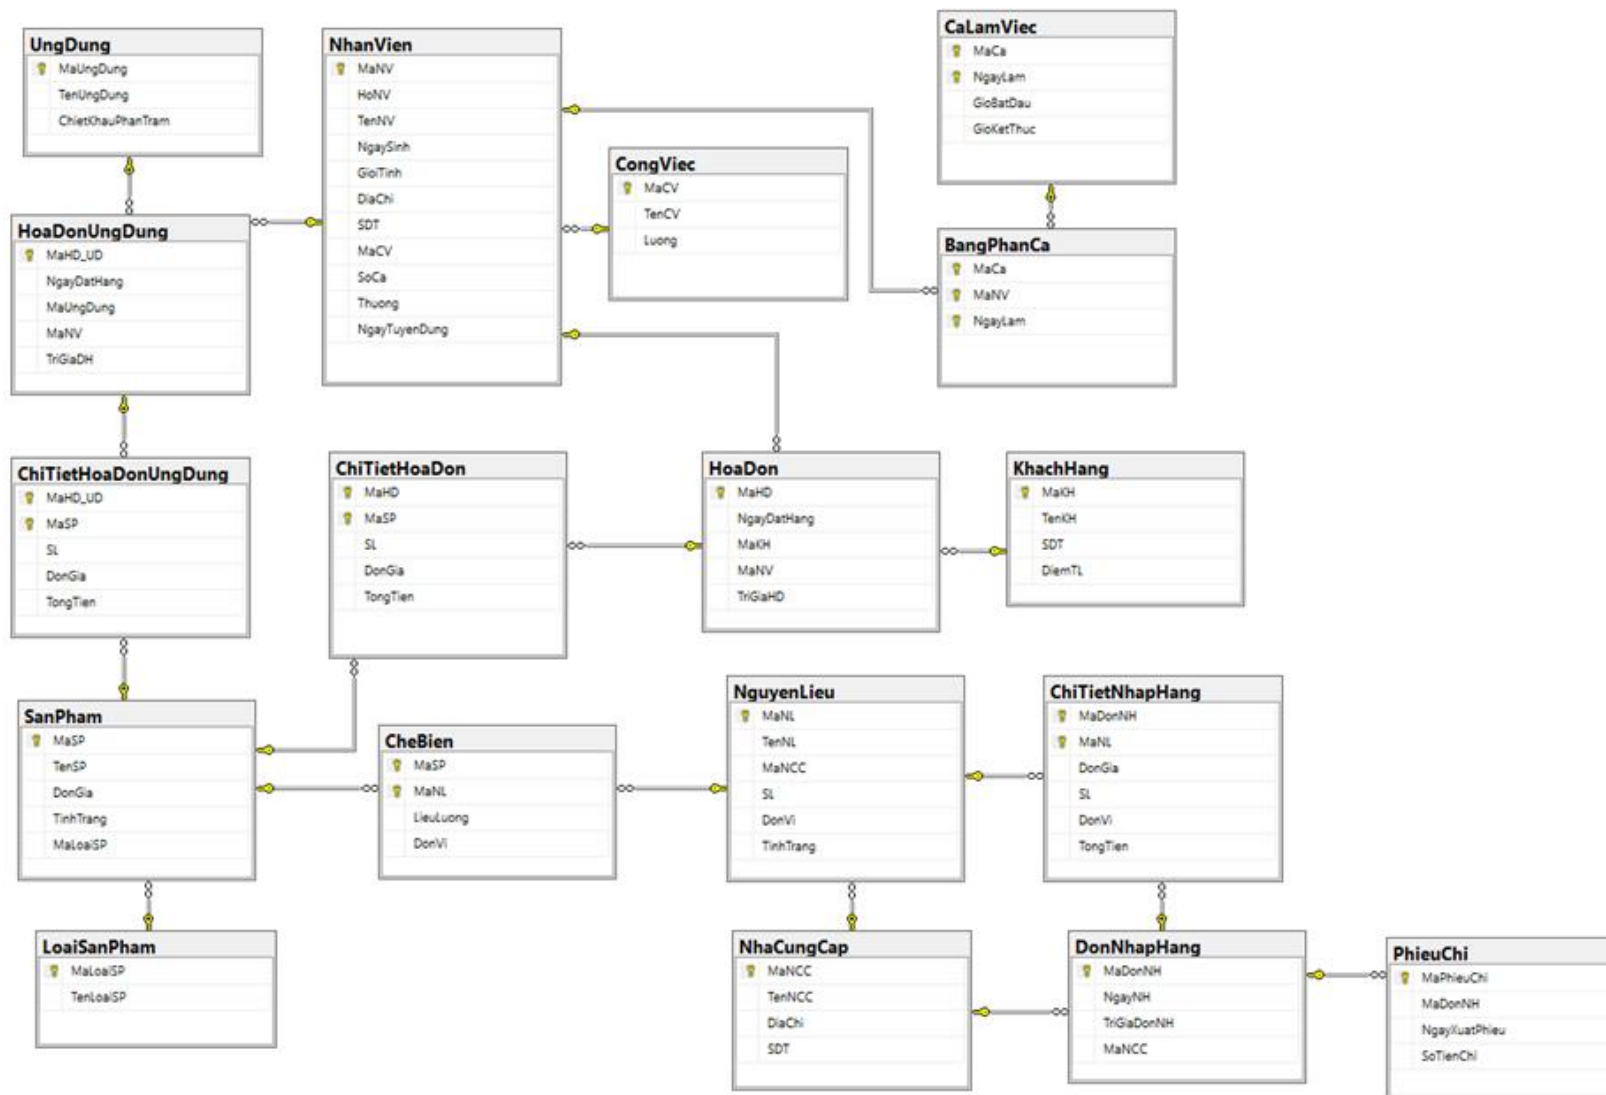 UngDung
MaUngDung
TenUngDung
ChietKhauPhanTram
NhanVien
MaNV
HoNV
TenNV
NgaySinh
GioiTinh
DiaChi
SDT
MaCV
SoCa
Thuong
NgayTuyenDung
CongViec
MaCV
TenCV
Luong
CaLamViec
MaCa
NgayLam
GioBatDau
GioKetThuc
HoaDonUngDung
MaHD_UD
NgayDatHang
MaUngDung
MaNV
TriGiaDH
BangPhanCa
MaCa
MaNV
NgayLam
ChiTietHoaDonUngDung
MaHD_UD
MaSP
SL
DonGia
TongTien
ChiTietHoaDon
MaHD
MaSP
SL
DonGia
TongTien
HoaDon
MaHD
NgayDatHang
MaKH
MaNV
TriGiaHD
KhachHang
MaKH
TenKH
SDT
DiemTL
SanPham
MaSP
TenSP
DonGia
TinhTrang
MaLoaiSP
CheBien
MaSP
MaNL
LieuLuong
DonVi
NguyenLieu
MaNL
TenNL
MaNCC
SL
DonVi
TinhTrang
ChiTietNhapHang
MaDonNH
MaNL
DonGia
SL
DonVi
TongTien
LoaiSanPham
MaLoaiSP
TenLoaiSP
NhaCungCap
MaNCC
TenNCC
DiaChi
SDT
DonNhapHang
MaDonNH
NgayNH
TriGiaDonNH
MaNCC
PhieuChi
MaPhieuChi
MaDonNH
NgayXuatPhieu
SoTienChi